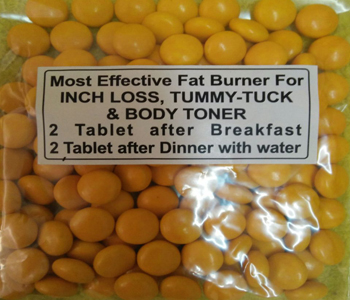 Most Effective Fat Burner For
INCH LOSS, TUMMY-TUCK
& BODY TONER
2 Tablet after Breakfast
2 Tablet after Dinner with water